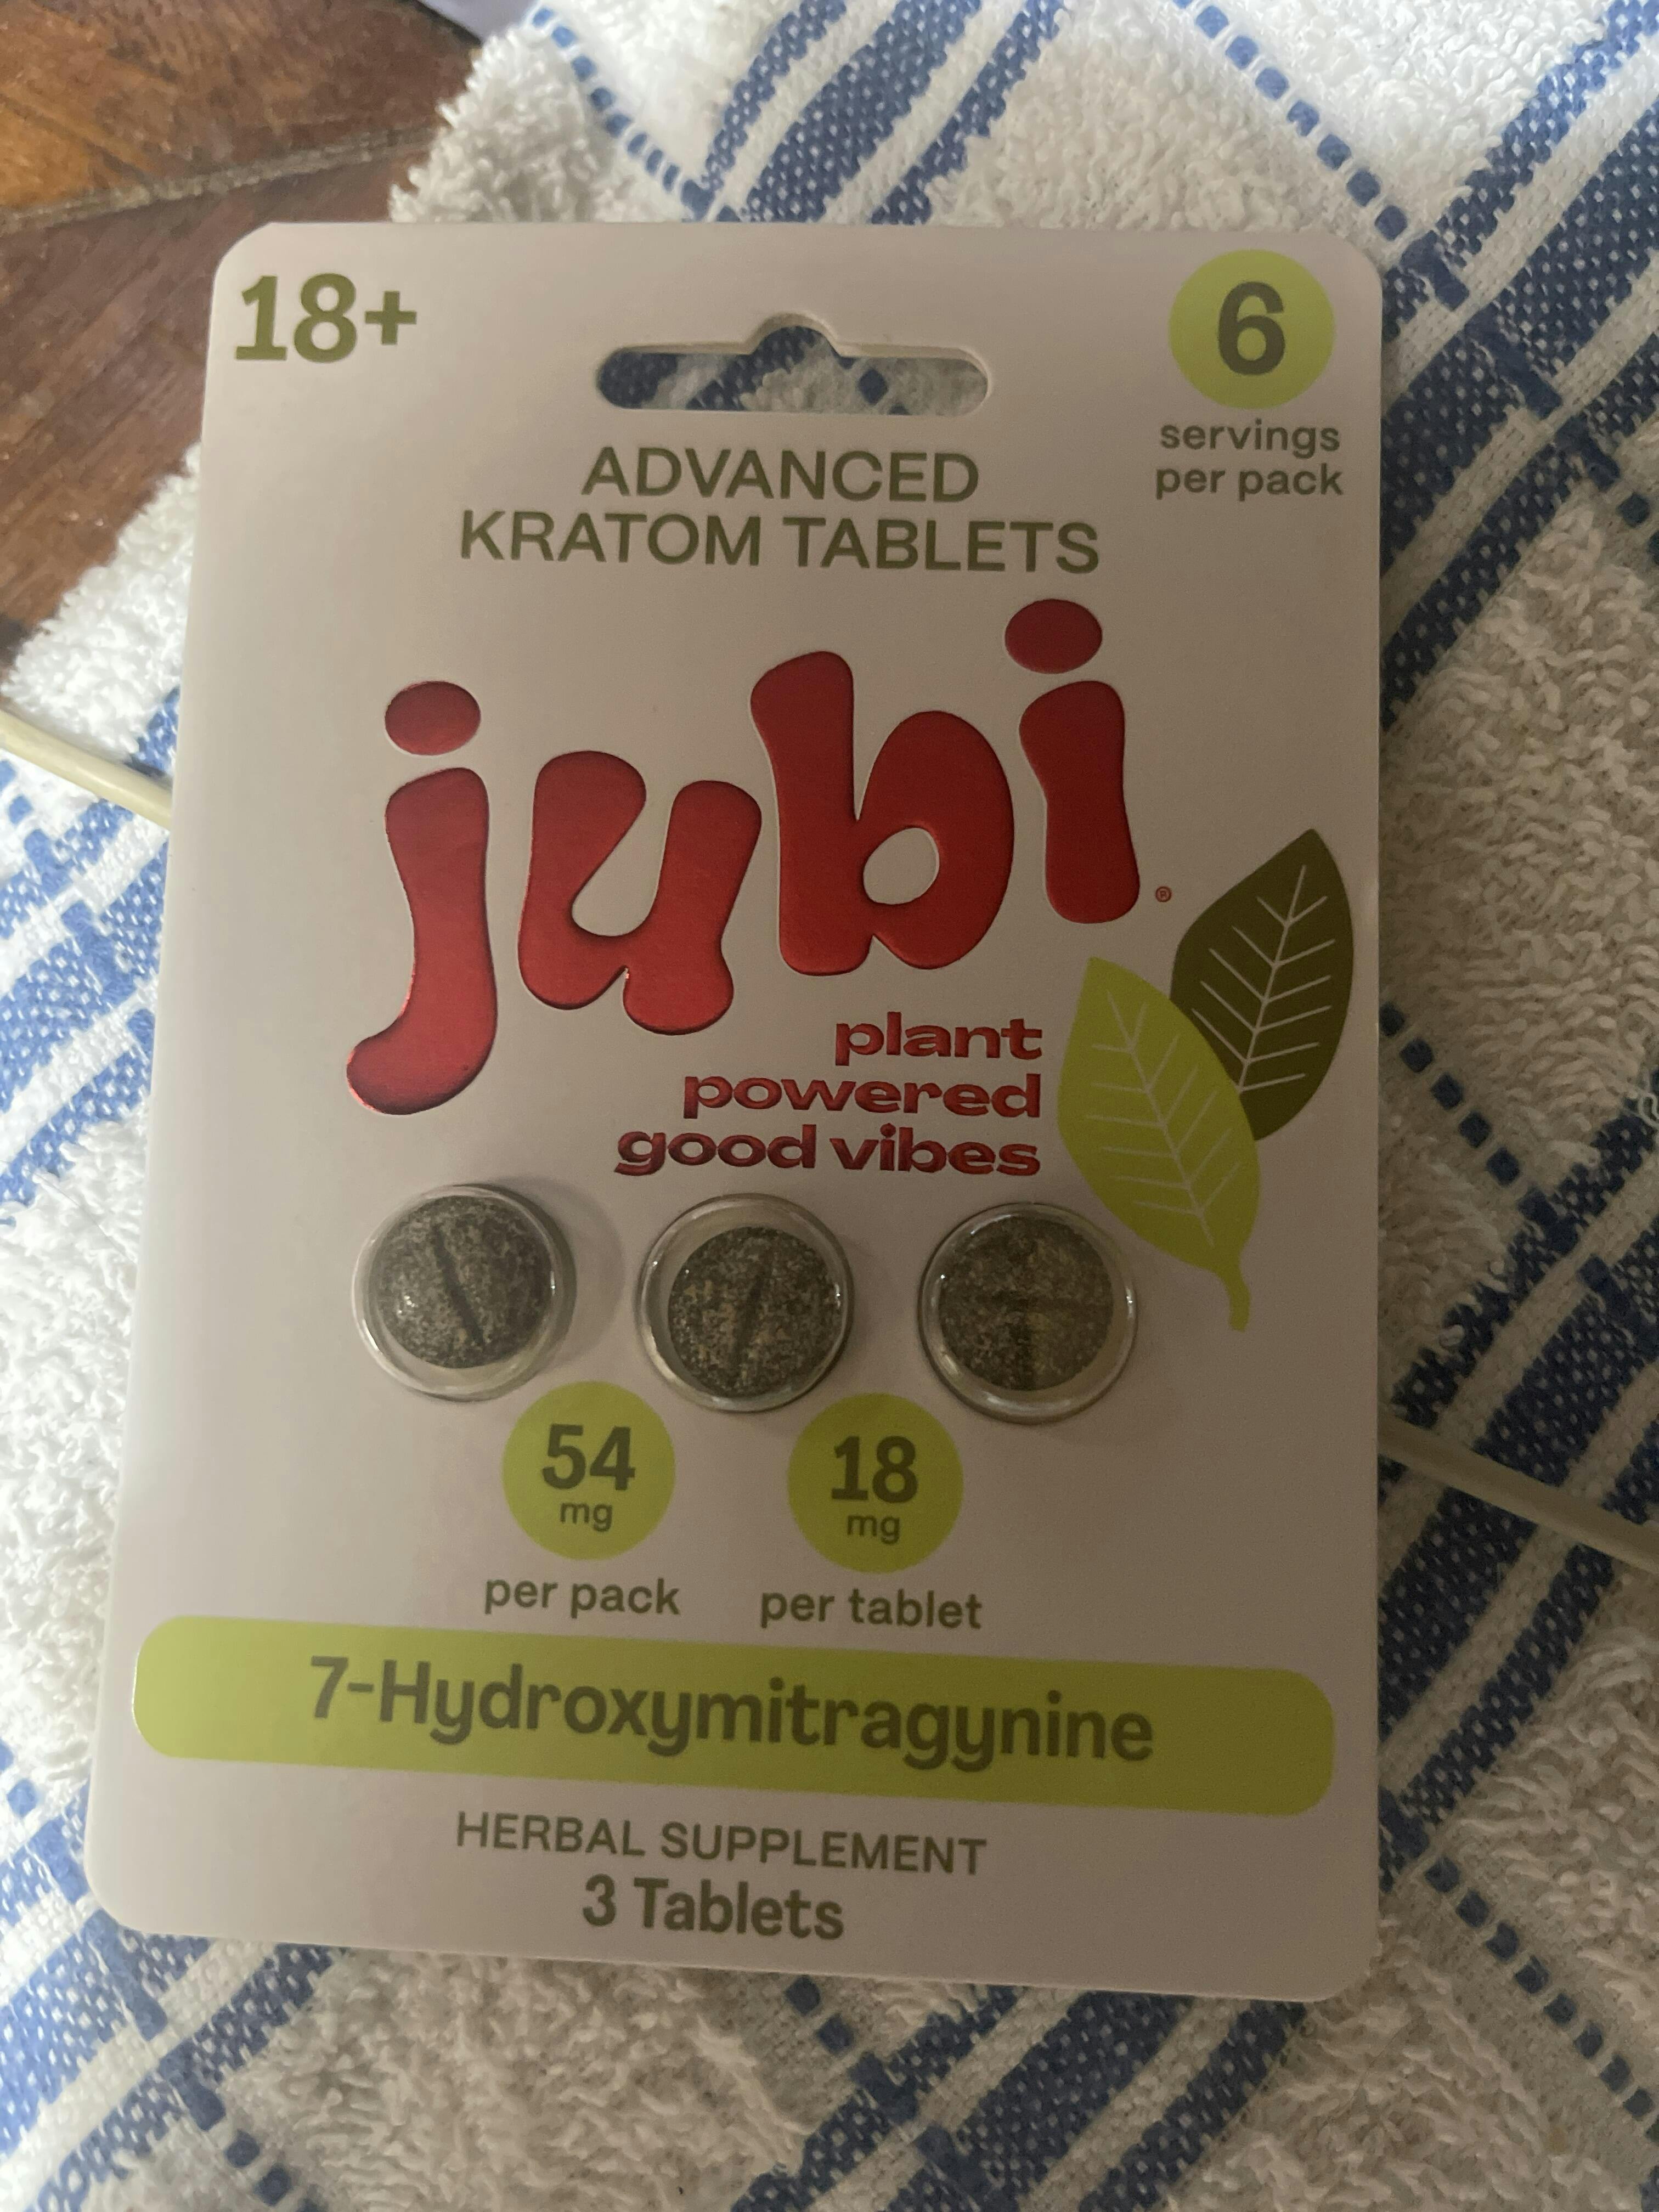 18+
6
servings
per pack
ADVANCED
KRATOM TABLETS
jubi®
plant
powered
good vibes
54
mg
per pack
18
mg
per tablet
7-Hydroxymitragynine
HERBAL SUPPLEMENT
3 Tablets